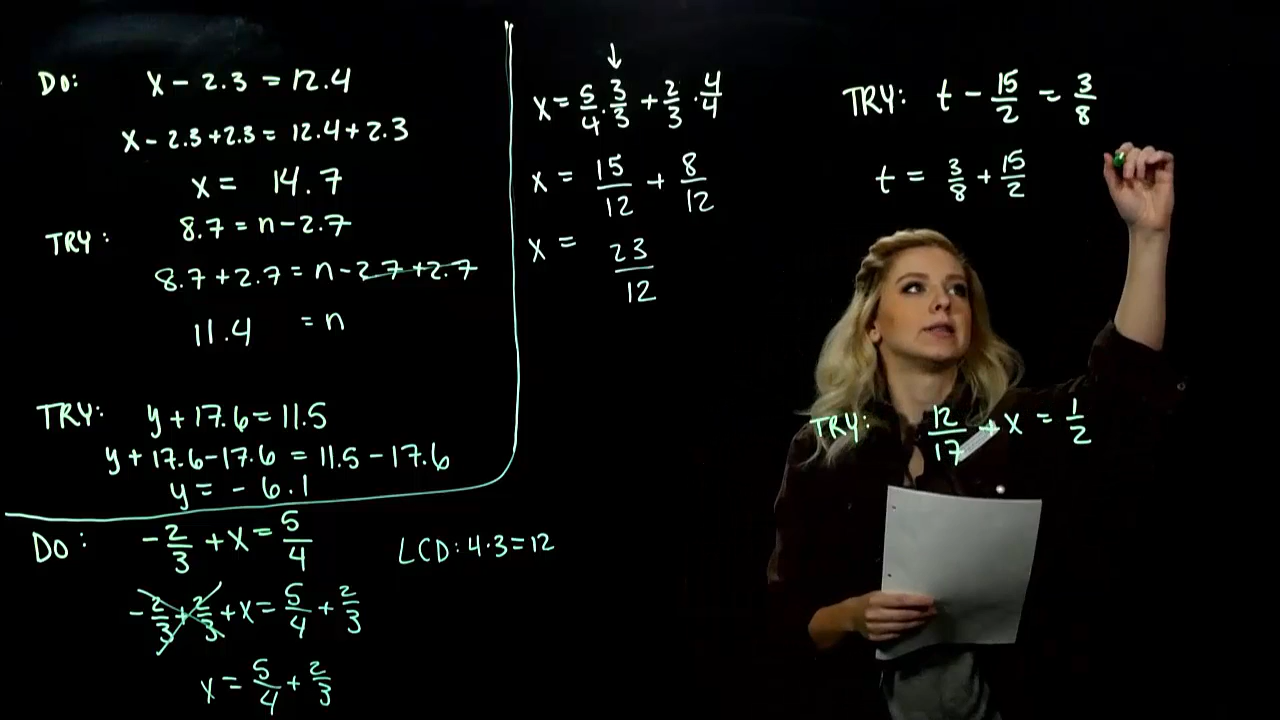 DO: x - 2.3 = 12.4
x - 2.3 + 2.3 = 12.4 + 2.3
x = 14.7
TRY: 8.7 = n - 2.7
8.7 + 2.7 = n - 2.7 + 2.7
11.4 = n
TRY: y + 17.6 = 11.5
y + 17.6 - 17.6 = 11.5 - 17.6
y = - 6.1
DO: -2/3 + x = 5/4
LCD: 4·3 = 12
-2/3 + 2/3 + x = 5/4 + 2/3
x = 5/4 + 2/3
x = 5/4 · 3/3 + 2/3 · 4/4
x = 15/12 + 8/12
x = 23/12
TRY: t - 15/2 = 3/8
t = 3/8 + 15/2
TRY: 12/17 + x = 1/2